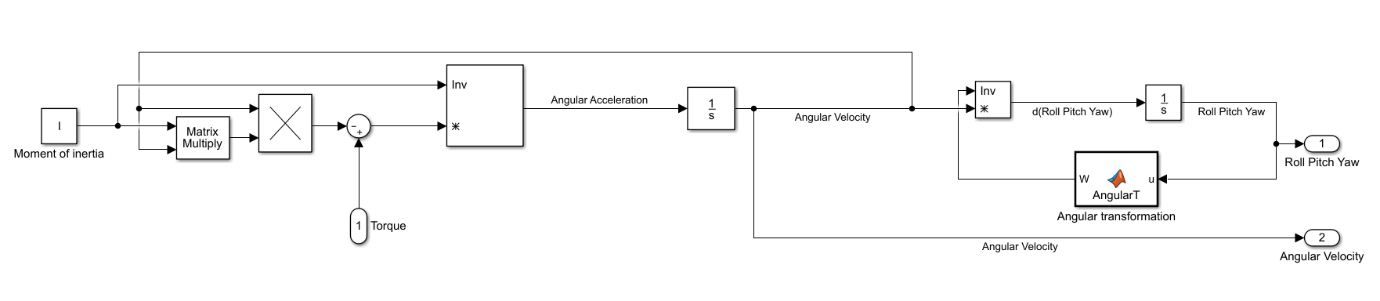 I
Moment of inertia
Matrix
Multiply
−
+
1
Torque
Inv
*
Angular Acceleration
1
s
Angular Velocity
Inv
*
d(Roll Pitch Yaw)
1
s
Roll Pitch Yaw
1
Roll Pitch Yaw
W
u
AngularT
Angular transformation
Angular Velocity
2
Angular Velocity